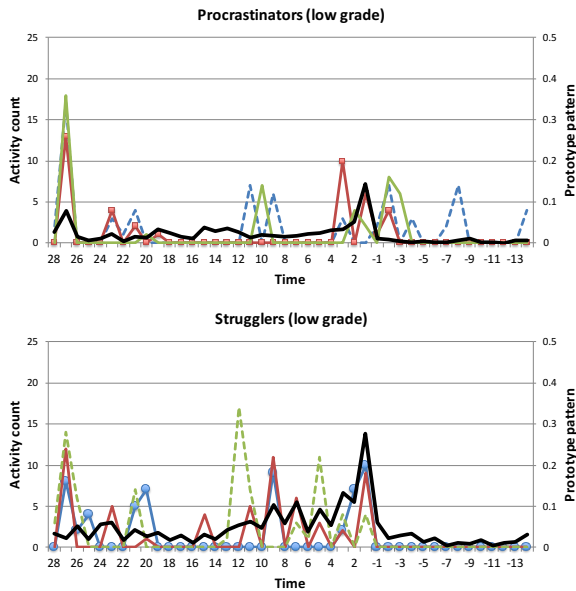 Procrastinators (low grade)
25 20 15 10 5 0
Activity count
0.5 0.4 0.3 0.2 0.1 0
Prototype pattern
28 26 24 22 20 18 16 14 12 10 8 6 4 2 -1 -3 -5 -7 -9 -11 -13
Time
Strugglers (low grade)
25 20 15 10 5 0
Activity count
0.5 0.4 0.3 0.2 0.1 0
Prototype pattern
28 26 24 22 20 18 16 14 12 10 8 6 4 2 -1 -3 -5 -7 -9 -11 -13
Time